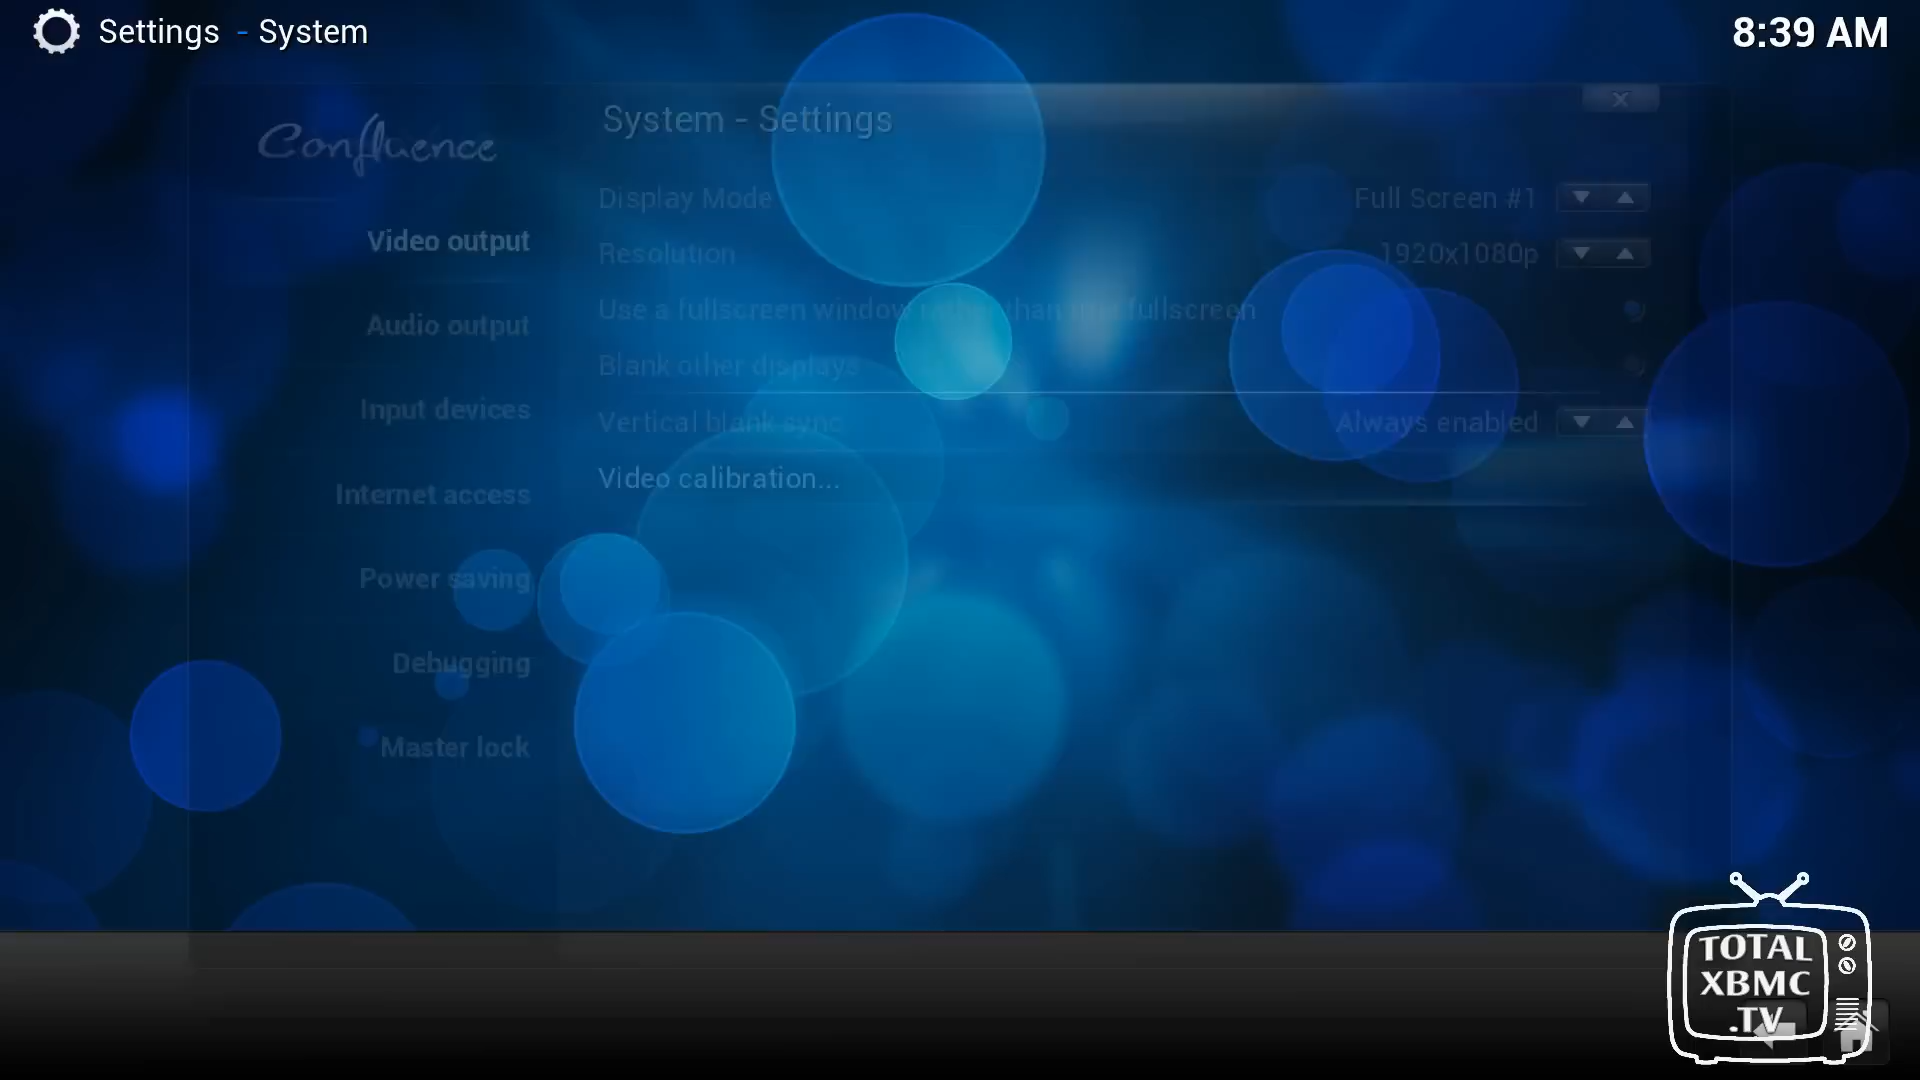 Settings - System
8:39 AM
Confluence
System - Settings
Display Mode
Full Screen #1
Video output
Resolution
1920x1080p
Use a fullscreen window rather than true fullscreen
Audio output
Blank other displays
Input devices
Vertical blank sync
Always enabled
Video calibration...
Internet access
Power saving
Debugging
Master lock
TOTAL
XBMC
.TV